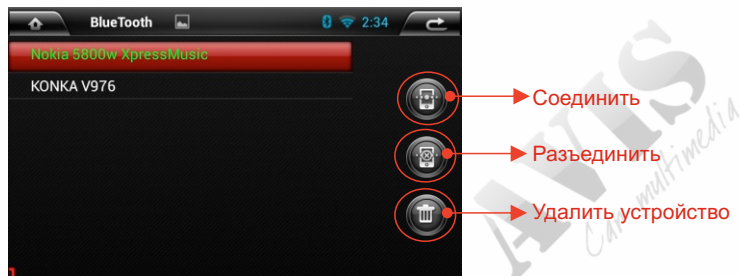 BlueTooth 2:34
Nokia 5800w XpressMusic
KONKA V976
Соединить
Разъединить
Удалить устройство
AVIS
Car multimedia